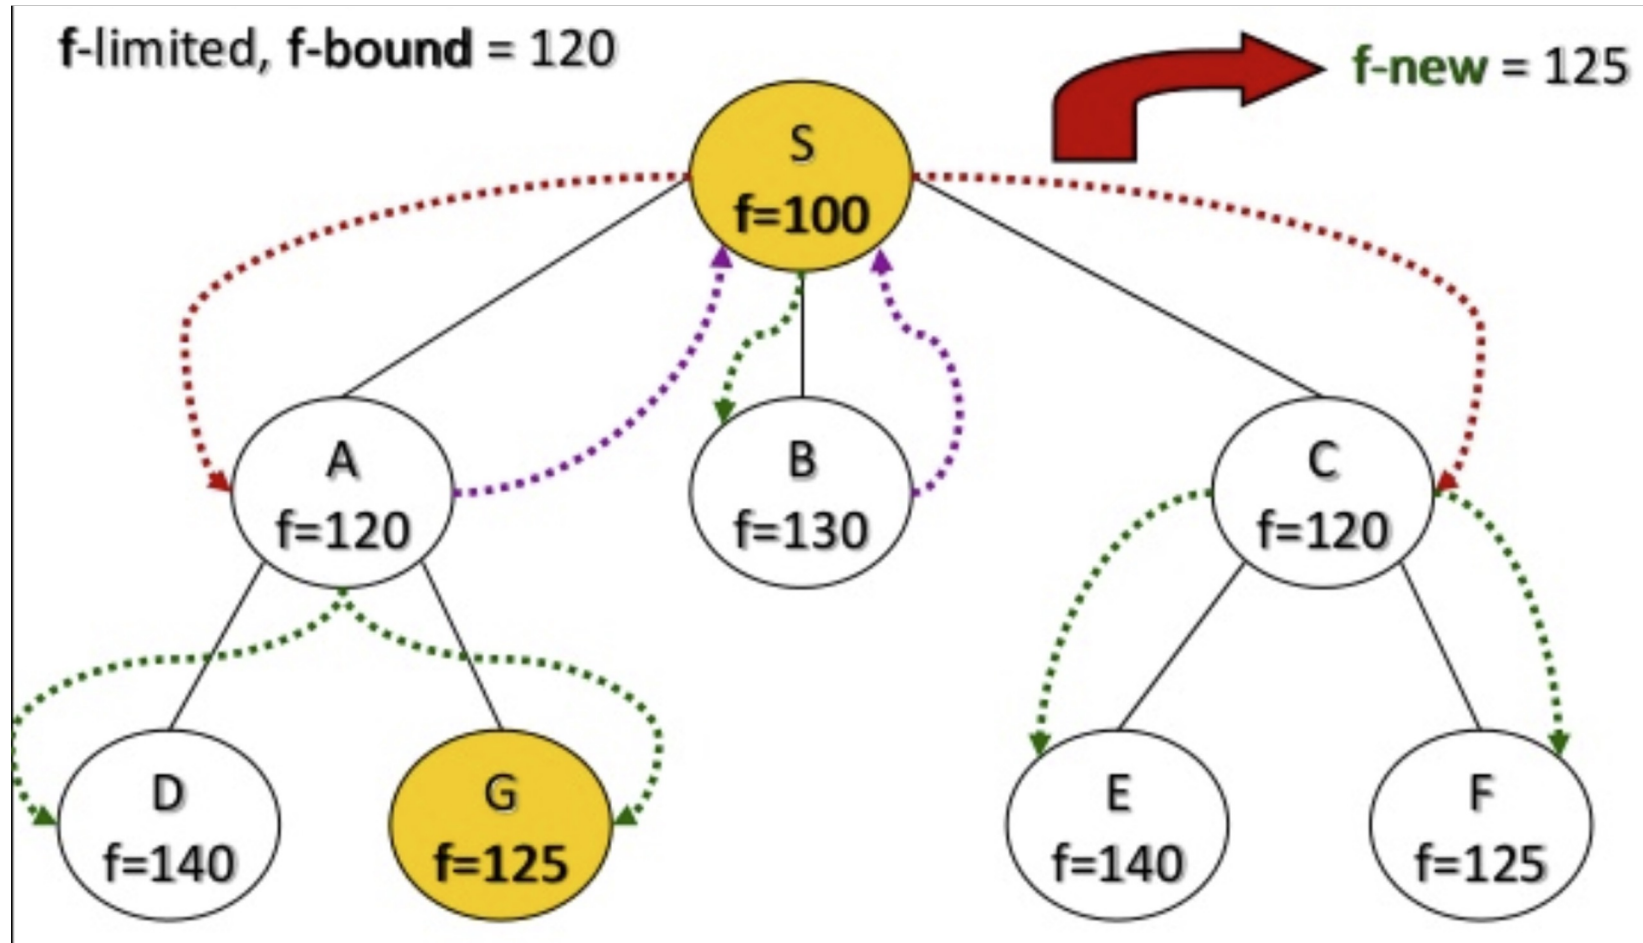 f-limited, f-bound = 120
f-new = 125
S
f=100
A
f=120
B
f=130
C
f=120
D
f=140
G
f=125
E
f=140
F
f=125